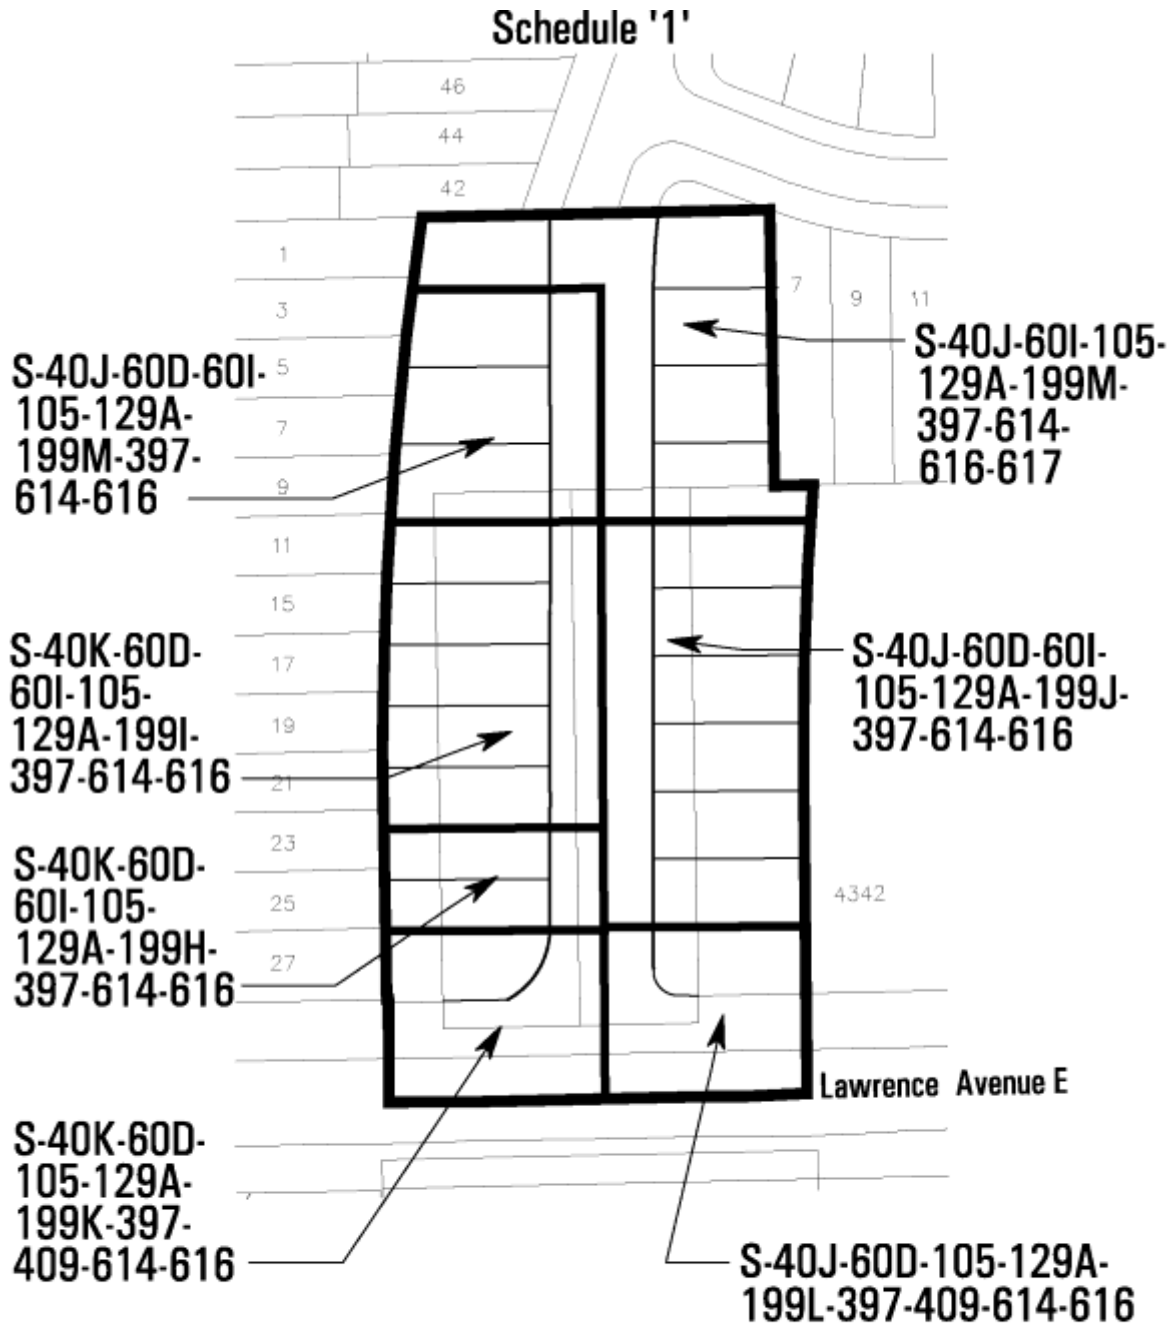 Schedule '1'
46
44
42
1
3
5
7
9
11
15
17
19
21
23
25
27
7
9
11
4342
S-40J-60D-60I-
105-129A-
199M-397-
614-616
S-40J-60I-105-
129A-199M-
397-614-
616-617
S-40K-60D-
60I-105-
129A-199I-
397-614-616
S-40J-60D-60I-
105-129A-199J-
397-614-616
S-40K-60D-
60I-105-
129A-199H-
397-614-616
Lawrence Avenue E
S-40K-60D-
105-129A-
199K-397-
409-614-616
S-40J-60D-105-129A-
199L-397-409-614-616